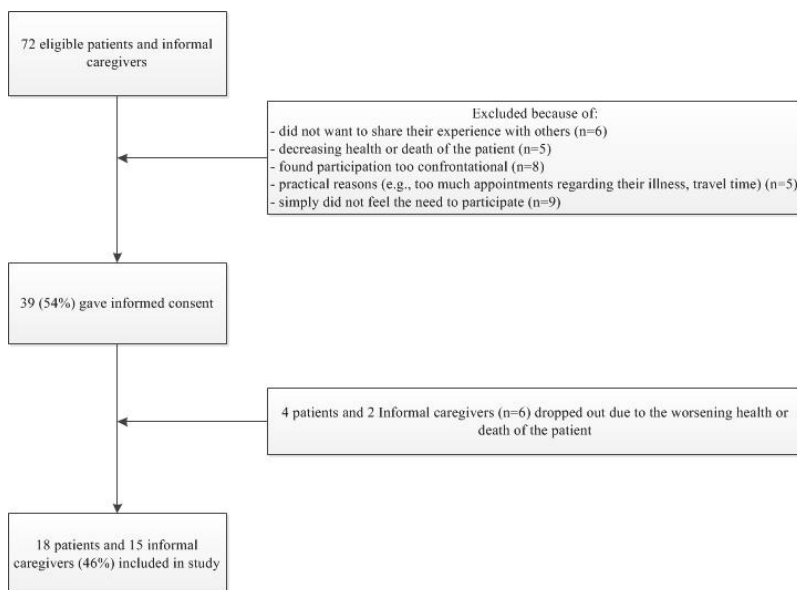 72 eligible patients and informal
caregivers
Excluded because of:
- did not want to share their experience with others (n=6)
- decreasing health or death of the patient (n=5)
- found participation too confrontational (n=8)
- practical reasons (e.g., too much appointments regarding their illness, travel time) (n=5)
- simply did not feel the need to participate (n=9)
39 (54%) gave informed consent
4 patients and 2 Informal caregivers (n=6) dropped out due to the worsening health or
death of the patient
18 patients and 15 informal
caregivers (46%) included in study